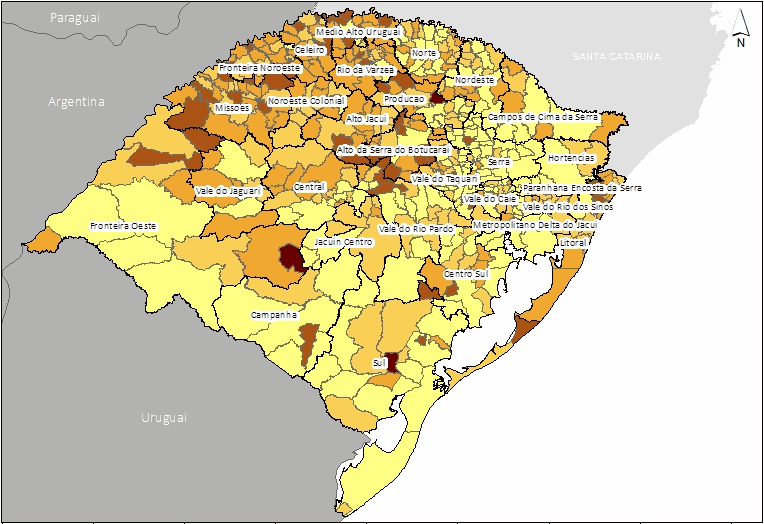 Paraguai
Medio Alto Uruguai
N
Celeiro
Norte
SANTA CATARINA
Fronteira Noroeste
Rio da Varzea
Nordeste
Argentina
Missoes
Noroeste Colonial
Producao
Alto Jacui
Campos de Cima da Serra
Alto da Serra do Botucarai
Serra
Hortencias
Vale do Taquari
Vale do Jaguari
Central
Paranhana Encosta da Serra
Vale do Caie
Vale do Rio dos Sinos
Fronteira Oeste
Vale do Rio Pardo
Metropolitano Delta do Jacui
Jacuin Centro
Litoral
Centro Sul
Campanha
Sul
Uruguai